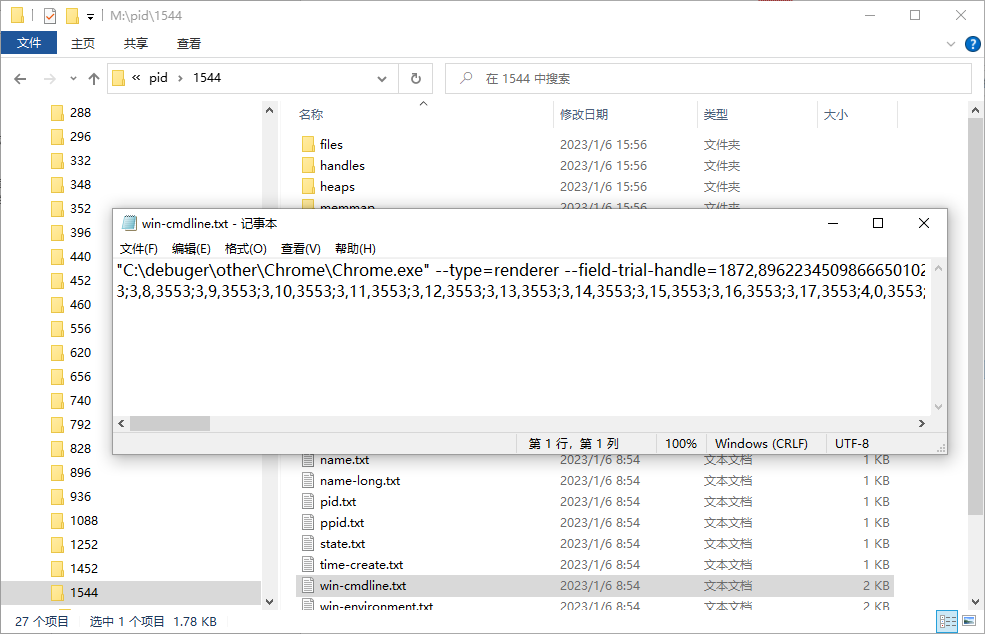 M:\pid\1544
文件 主页 共享 查看
« pid › 1544
在 1544 中搜索
288
296
332
348
352
396
440
452
460
556
620
656
740
792
828
896
936
1088
1252
1452
1544
名称 修改日期 类型 大小
files 2023/1/6 15:56 文件夹
handles 2023/1/6 15:56 文件夹
heaps 2023/1/6 15:56 文件夹
memmap 2023/1/6 15:56 文件夹
win-cmdline.txt - 记事本
文件(F) 编辑(E) 格式(O) 查看(V) 帮助(H)
"C:\debuger\other\Chrome\Chrome.exe" --type=renderer --field-trial-handle=1872,8962234509866650102
3;3,8,3553;3,9,3553;3,10,3553;3,11,3553;3,12,3553;3,13,3553;3,14,3553;3,15,3553;3,16,3553;3,17,3553;4,0,3553;
第 1 行，第 1 列 100% Windows (CRLF) UTF-8
name.txt 2023/1/6 8:54 文本文档 1 KB
name-long.txt 2023/1/6 8:54 文本文档 1 KB
pid.txt 2023/1/6 8:54 文本文档 1 KB
ppid.txt 2023/1/6 8:54 文本文档 1 KB
state.txt 2023/1/6 8:54 文本文档 1 KB
time-create.txt 2023/1/6 8:54 文本文档 1 KB
win-cmdline.txt 2023/1/6 8:54 文本文档 2 KB
win-environment.txt 2023/1/6 8:54 文本文档 2 KB
27 个项目 选中 1 个项目 1.78 KB